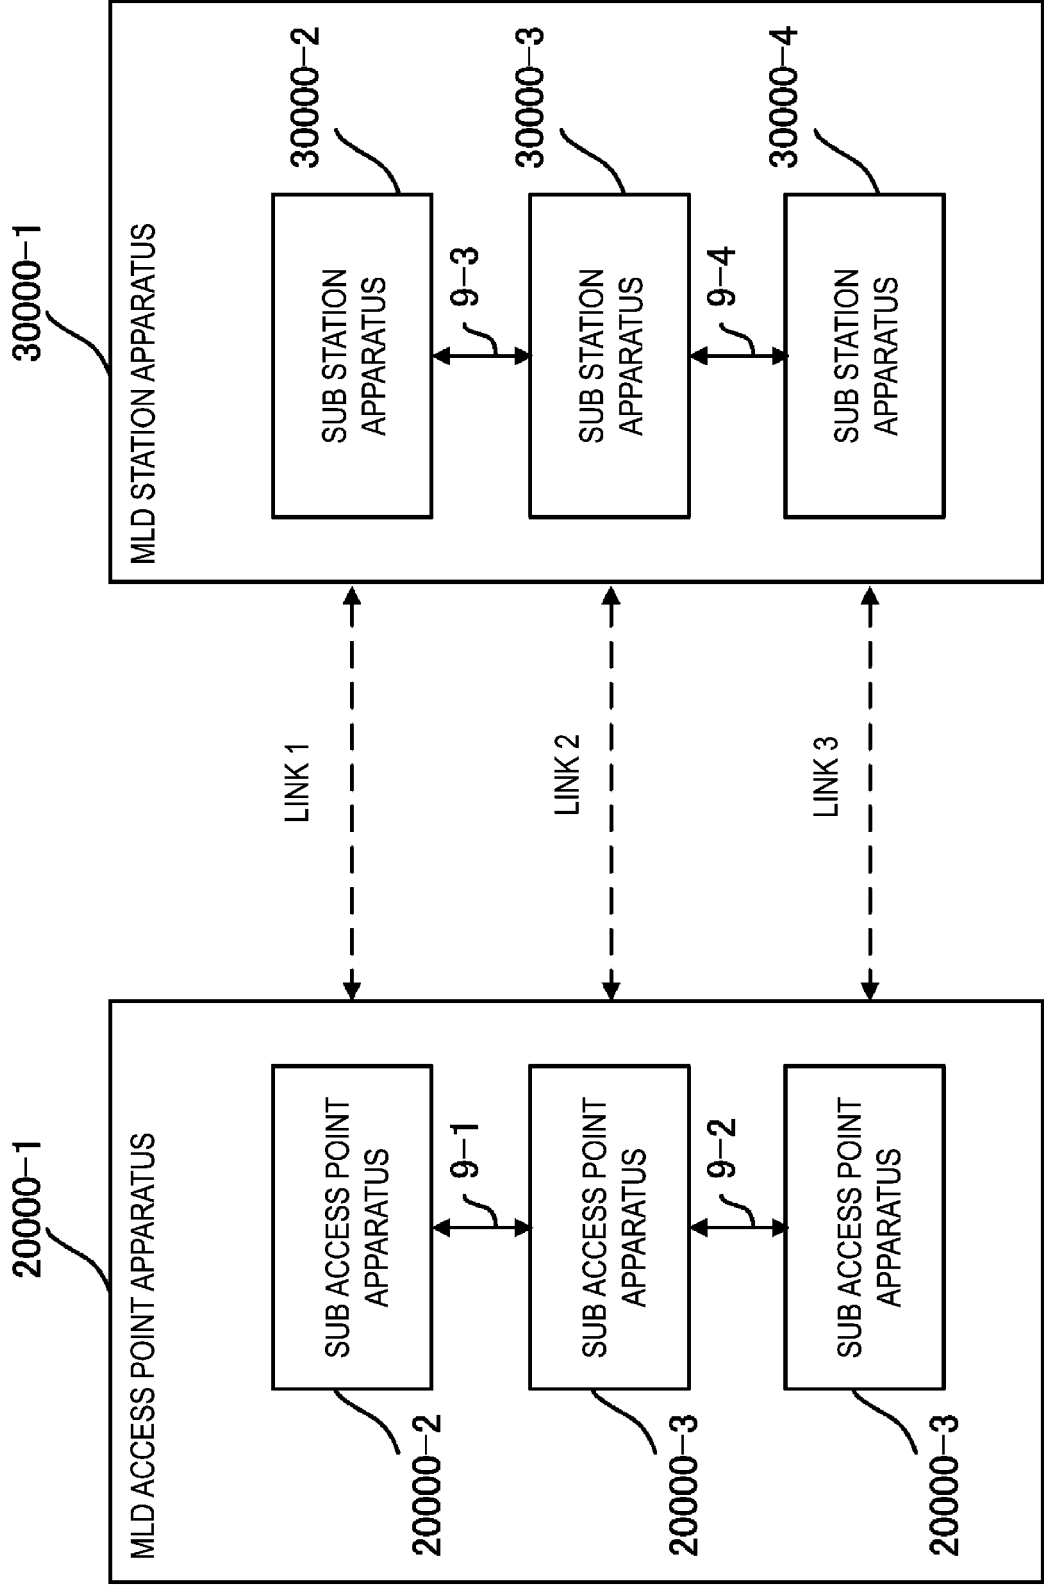 20000-1
MLD ACCESS POINT APPARATUS
SUB ACCESS POINT
APPARATUS
20000-2
9-1
SUB ACCESS POINT
APPARATUS
20000-3
9-2
SUB ACCESS POINT
APPARATUS
20000-3
LINK 1
LINK 2
LINK 3
30000-1
MLD STATION APPARATUS
SUB STATION
APPARATUS
30000-2
9-3
SUB STATION
APPARATUS
30000-3
9-4
SUB STATION
APPARATUS
30000-4